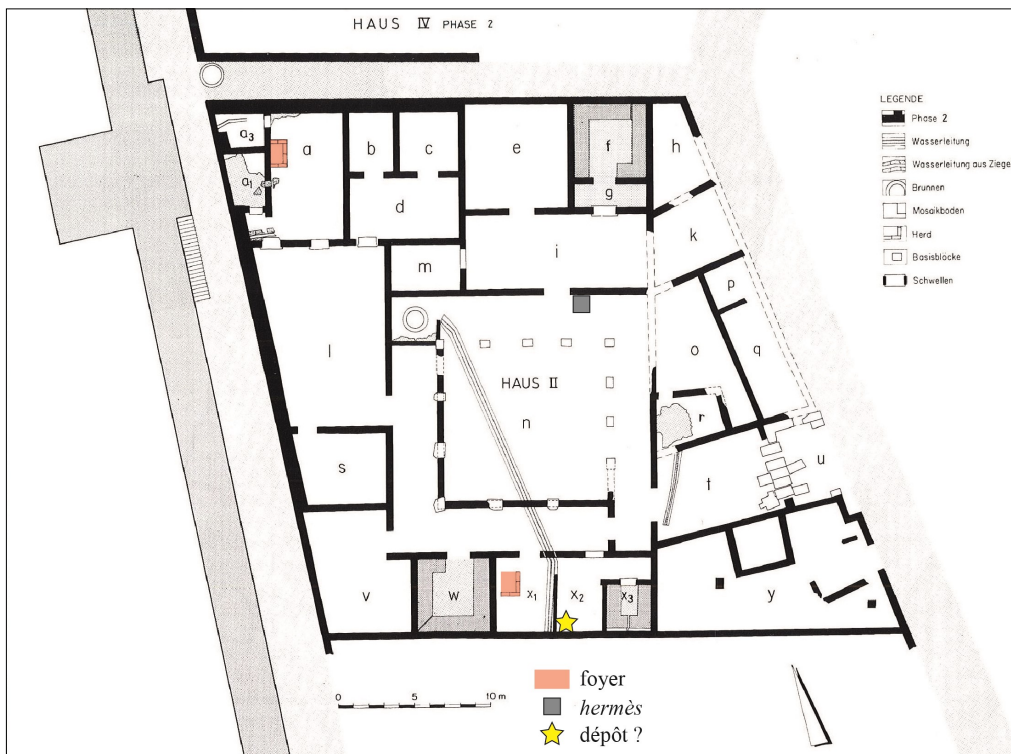 HAUS IV PHASE 2
LEGENDE
Phase 2
Wasserleitung
Wasserleitung aus Ziege
Brunnen
Mosaikboden
Herd
Basisblöcke
Schwellen
a3
a
b
c
e
f
h
a1
g
d
k
i
m
p
l
o
q
HAUS II
n
r
s
t
u
v
w
x1
x2
x3
y
0 5 10 m
foyer
hermès
dépôt ?